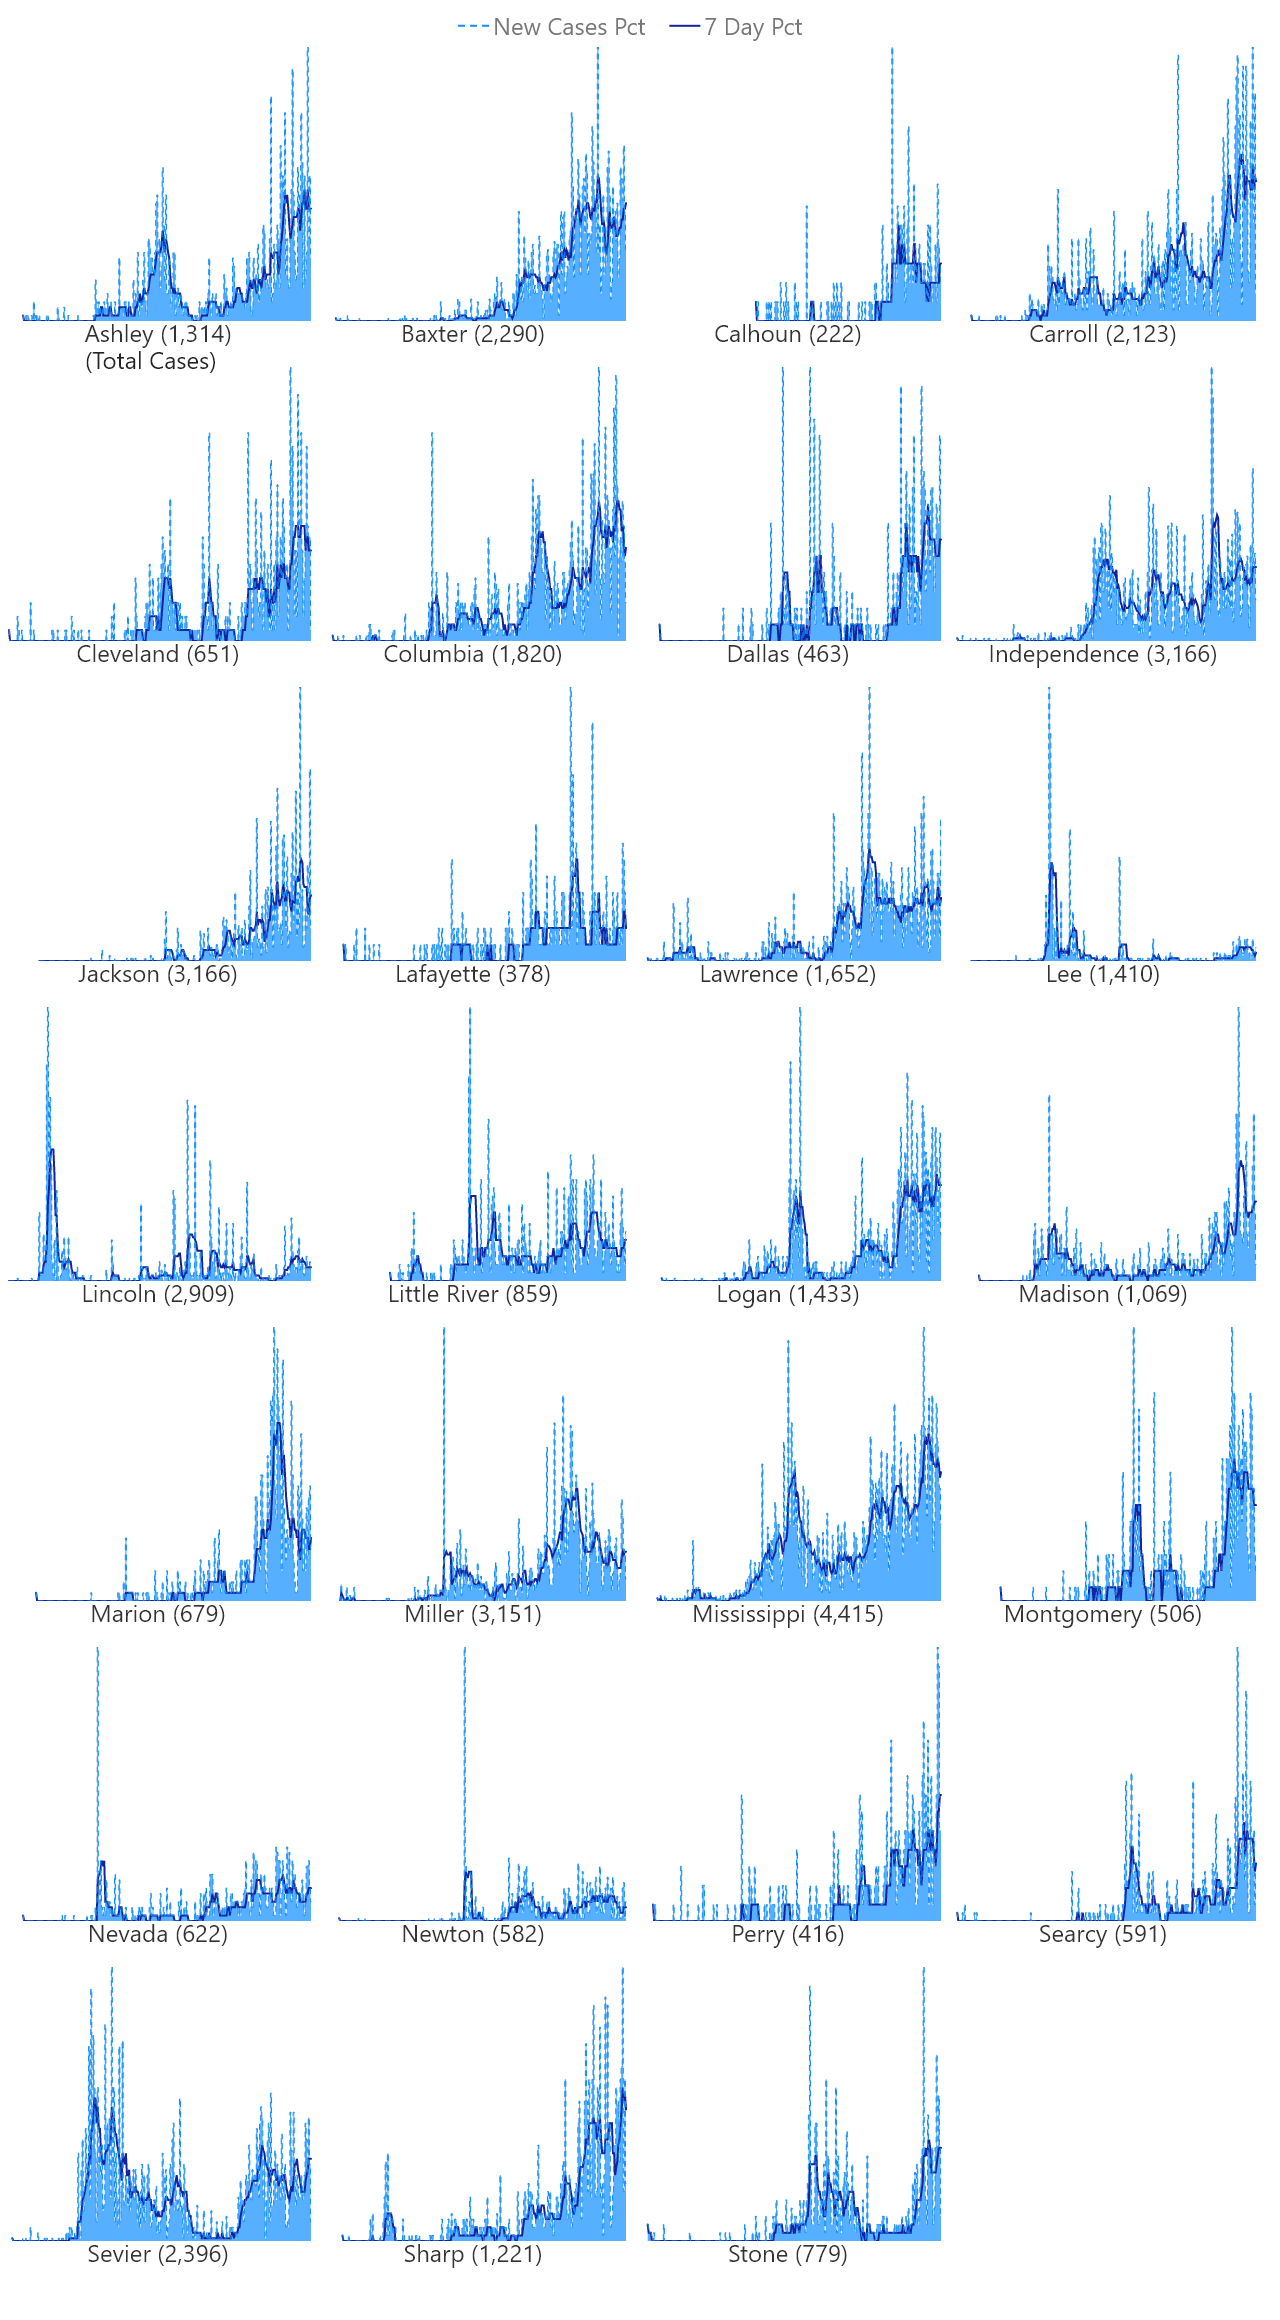 New Cases Pct 7 Day Pct
Ashley (1,314) Baxter (2,290) Calhoun (222) Carroll (2,123)
(Total Cases)
Cleveland (651) Columbia (1,820) Dallas (463) Independence (3,166)
Jackson (3,166) Lafayette (378) Lawrence (1,652) Lee (1,410)
Lincoln (2,909) Little River (859) Logan (1,433) Madison (1,069)
Marion (679) Miller (3,151) Mississippi (4,415) Montgomery (506)
Nevada (622) Newton (582) Perry (416) Searcy (591)
Sevier (2,396) Sharp (1,221) Stone (779)